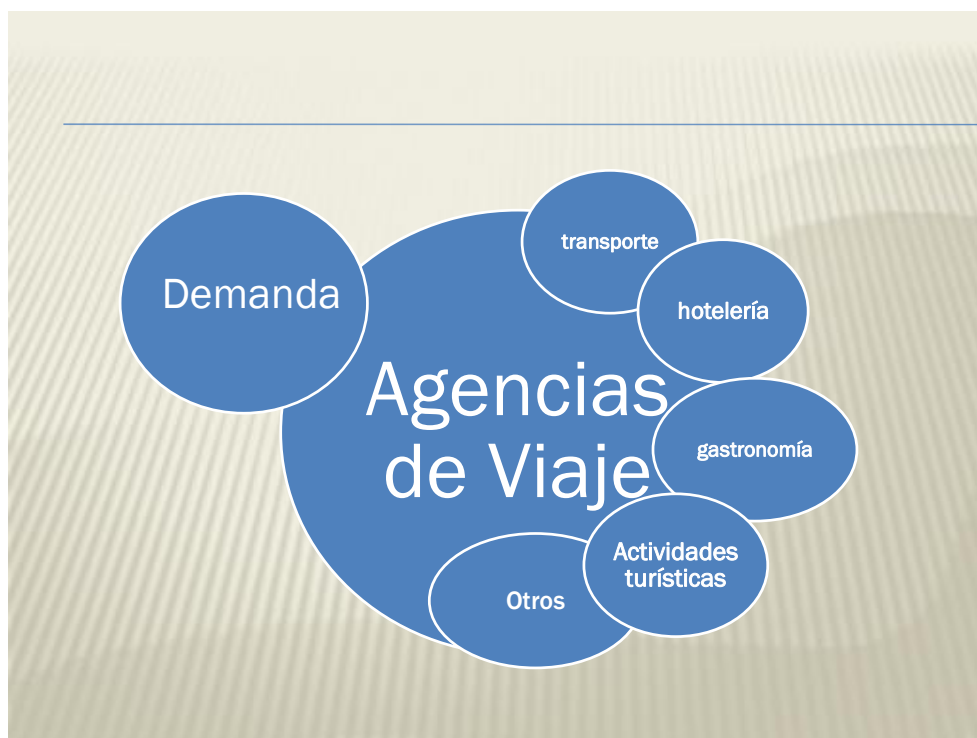 Demanda
transporte
hotelería
Agencias
de Viaje
gastronomía
Actividades
turísticas
Otros